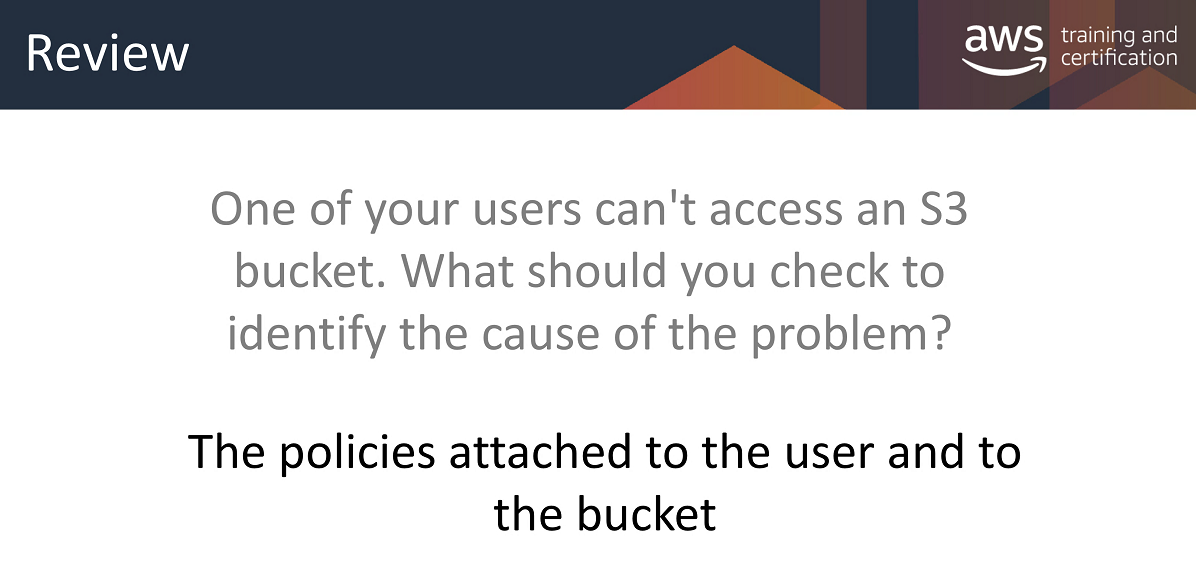 Review
aws
training and
certification
One of your users can't access an S3
bucket. What should you check to
identify the cause of the problem?
The policies attached to the user and to
the bucket